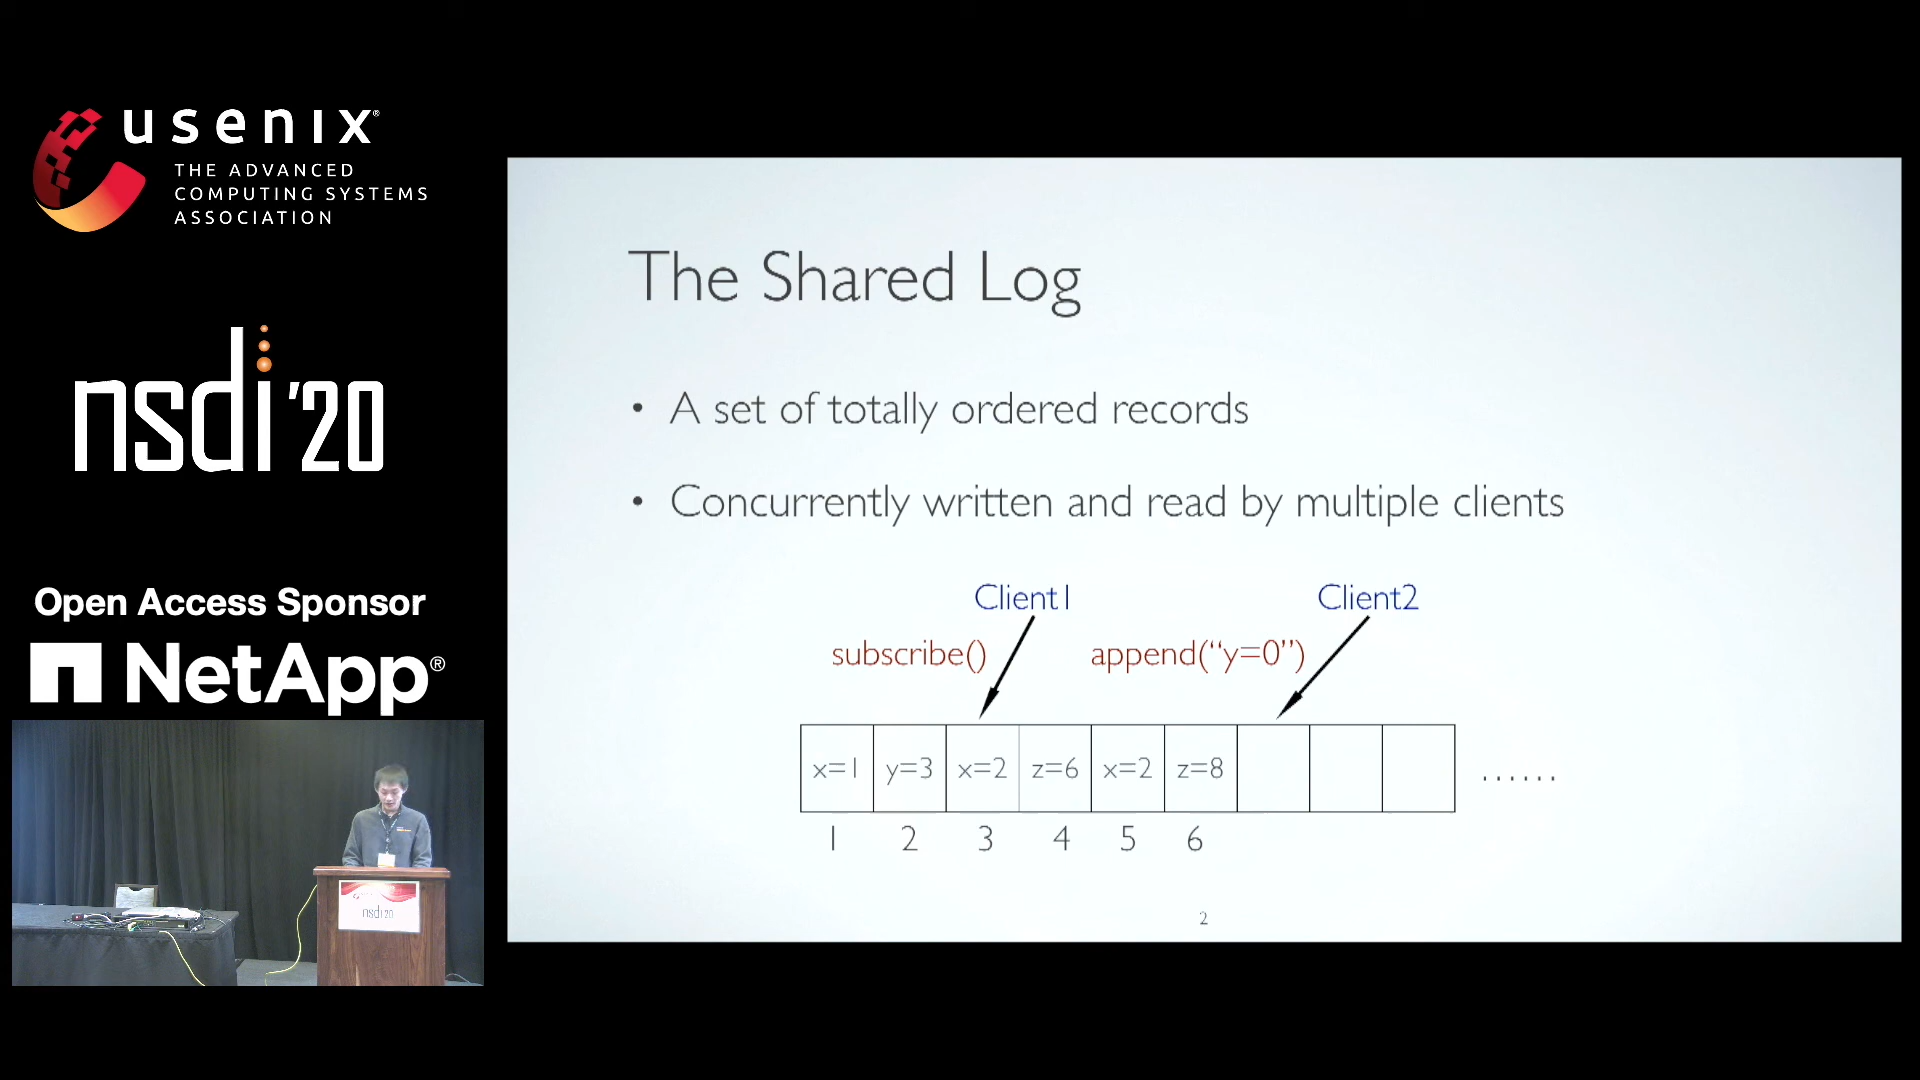 usenix®
THE ADVANCED
COMPUTING SYSTEMS
ASSOCIATION
nsdi '20
Open Access Sponsor
NetApp®
nsdi 20
The Shared Log
• A set of totally ordered records
• Concurrently written and read by multiple clients
Client1 Client2
subscribe() append("y=0")
x=1 y=3 x=2 z=6 x=2 z=8 ......
1 2 3 4 5 6
2